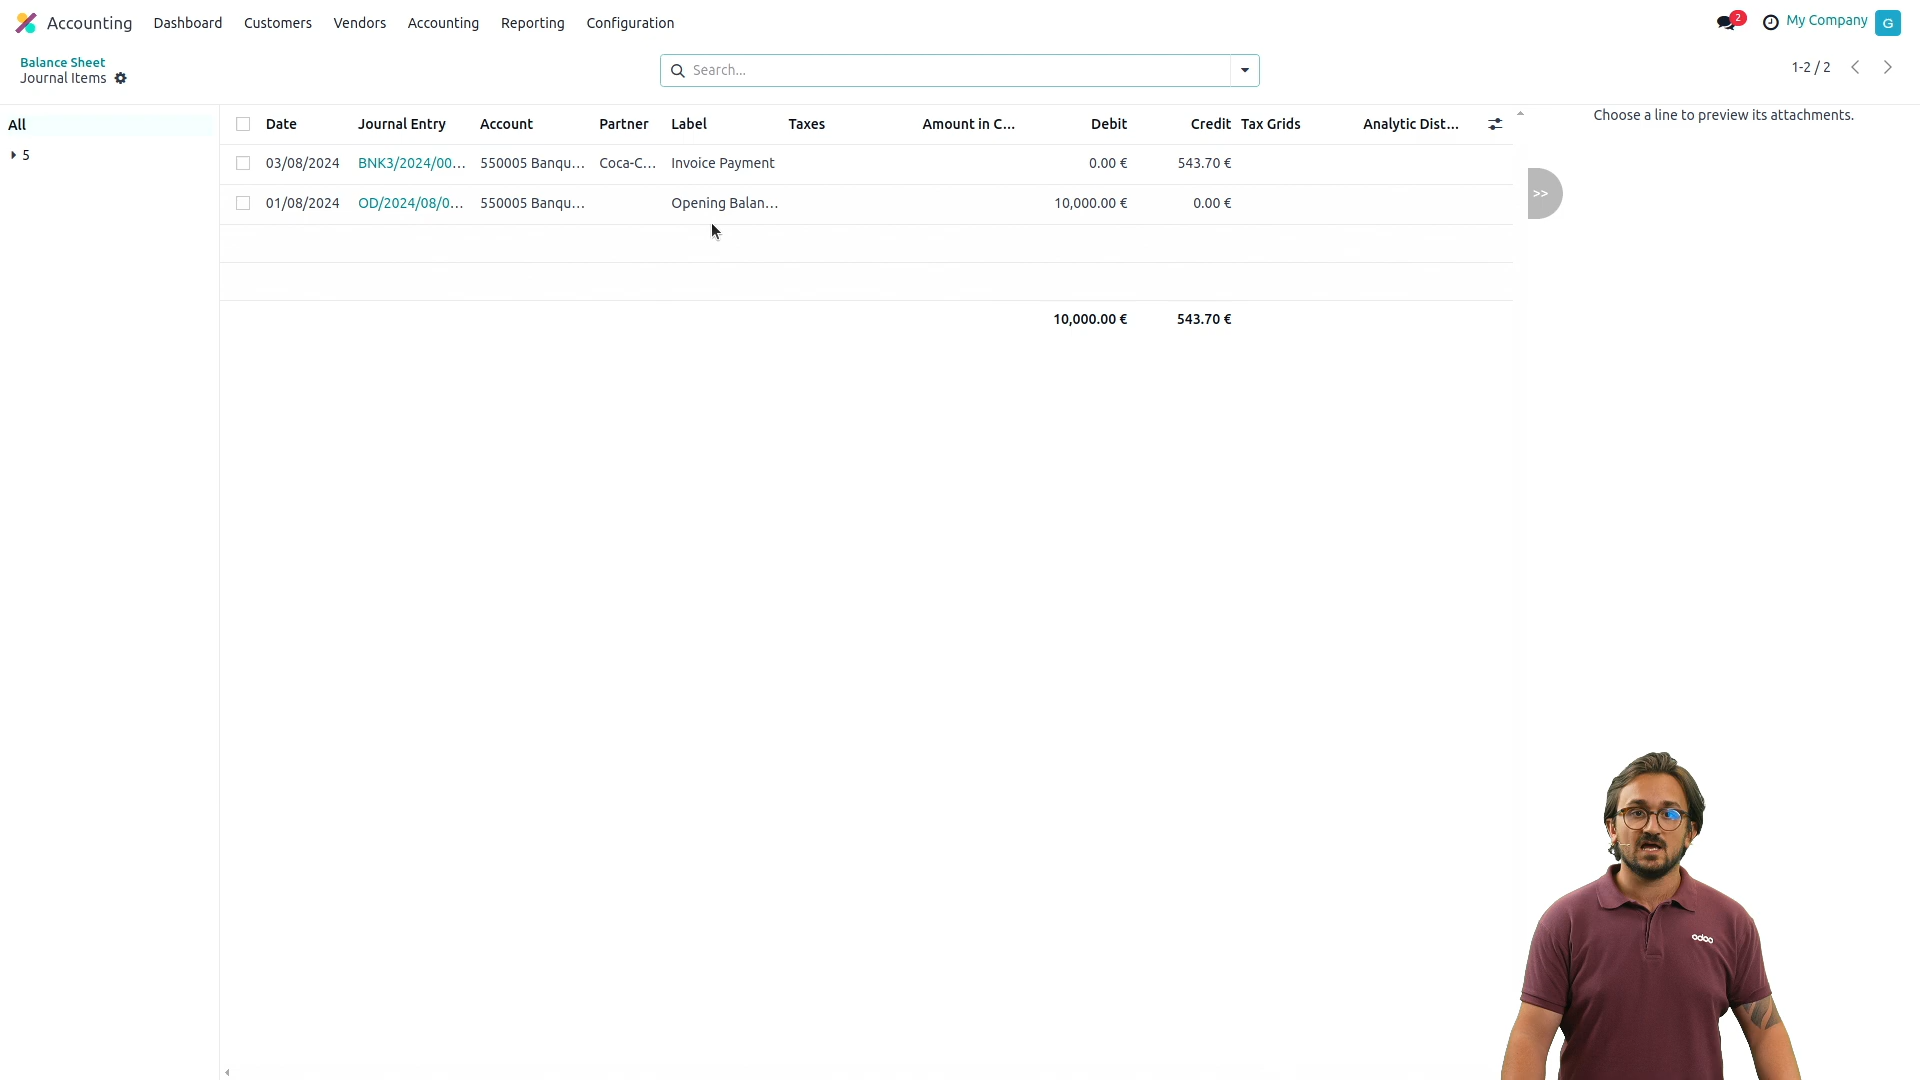 Accounting Dashboard Customers Vendors Accounting Reporting Configuration 2 My Company G
Balance Sheet
Journal Items
Search...
1-2 / 2
All
5
Date Journal Entry Account Partner Label Taxes Amount in C... Debit Credit Tax Grids Analytic Dist...
03/08/2024 BNK3/2024/00... 550005 Banqu... Coca-C... Invoice Payment 0.00 € 543.70 €
01/08/2024 OD/2024/08/0... 550005 Banqu... Opening Balan... 10,000.00 € 0.00 €
10,000.00 € 543.70 €
Choose a line to preview its attachments.
>>
odoo